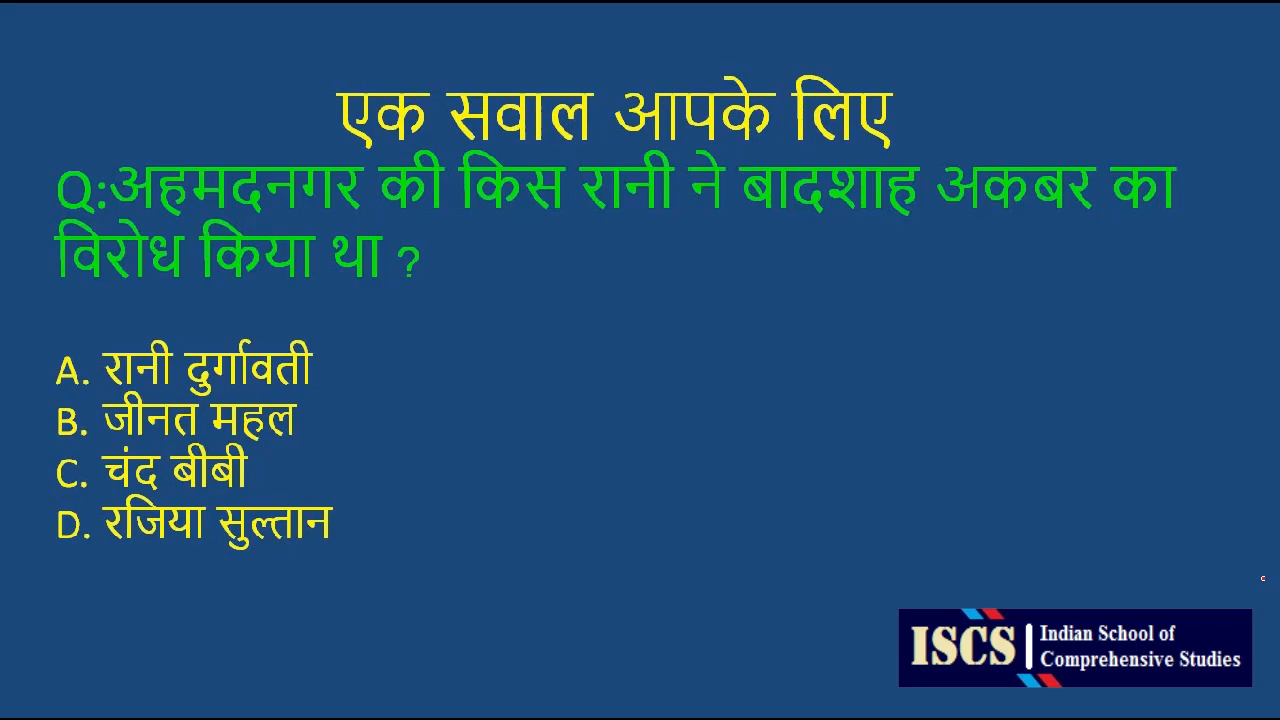 एक सवाल आपके लिए
Q:अहमदनगर की किस रानी ने बादशाह अकबर का
विरोध किया था ?
A. रानी दुर्गावती
B. जीनत महल
C. चंद बीबी
D. रजिया सुल्तान
c
ISCS
Indian School of
Comprehensive Studies